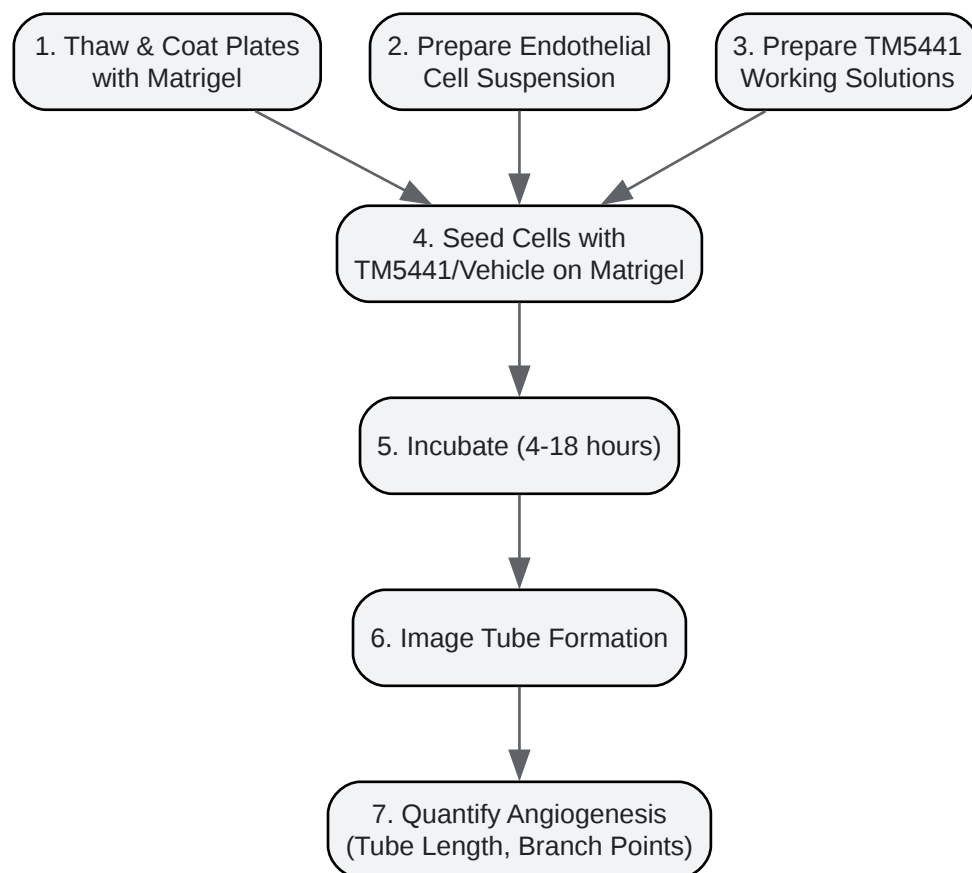 1. Thaw & Coat Plates
with Matrigel
2. Prepare Endothelial
Cell Suspension
3. Prepare TM5441
Working Solutions
4. Seed Cells with
TM5441/Vehicle on Matrigel
5. Incubate (4-18 hours)
6. Image Tube Formation
7. Quantify Angiogenesis
(Tube Length, Branch Points)